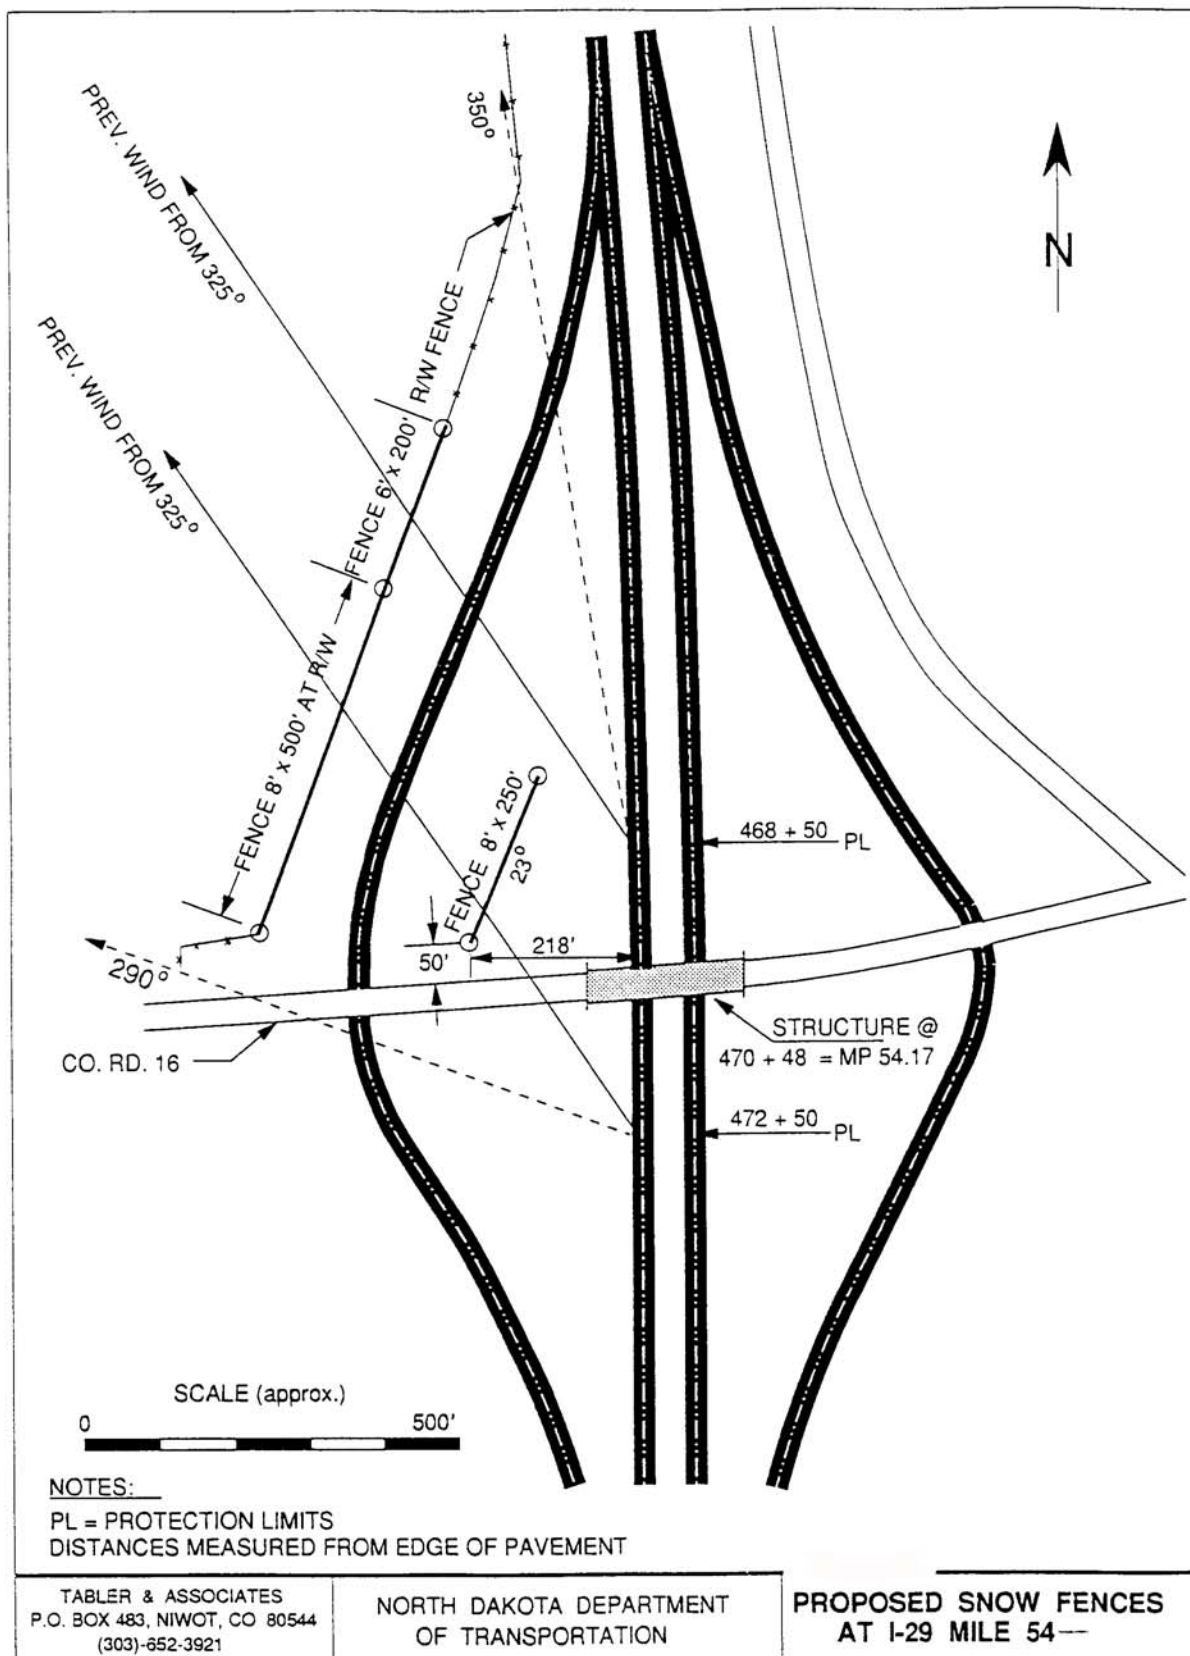 PREV. WIND FROM 325°
350°
N
PREV. WIND FROM 325°
R/W FENCE
FENCE 6' x 200'
FENCE 8' x 500' AT R/W
FENCE 8' x 250'
23°
468 + 50 PL
218'
50'
290°
STRUCTURE @
470 + 48 = MP 54.17
CO. RD. 16
472 + 50 PL
SCALE (approx.)
0 500'
NOTES:
PL = PROTECTION LIMITS
DISTANCES MEASURED FROM EDGE OF PAVEMENT
TABLER & ASSOCIATES
P.O. BOX 483, NIWOT, CO 80544
(303)-652-3921
NORTH DAKOTA DEPARTMENT
OF TRANSPORTATION
PROPOSED SNOW FENCES
AT I-29 MILE 54—